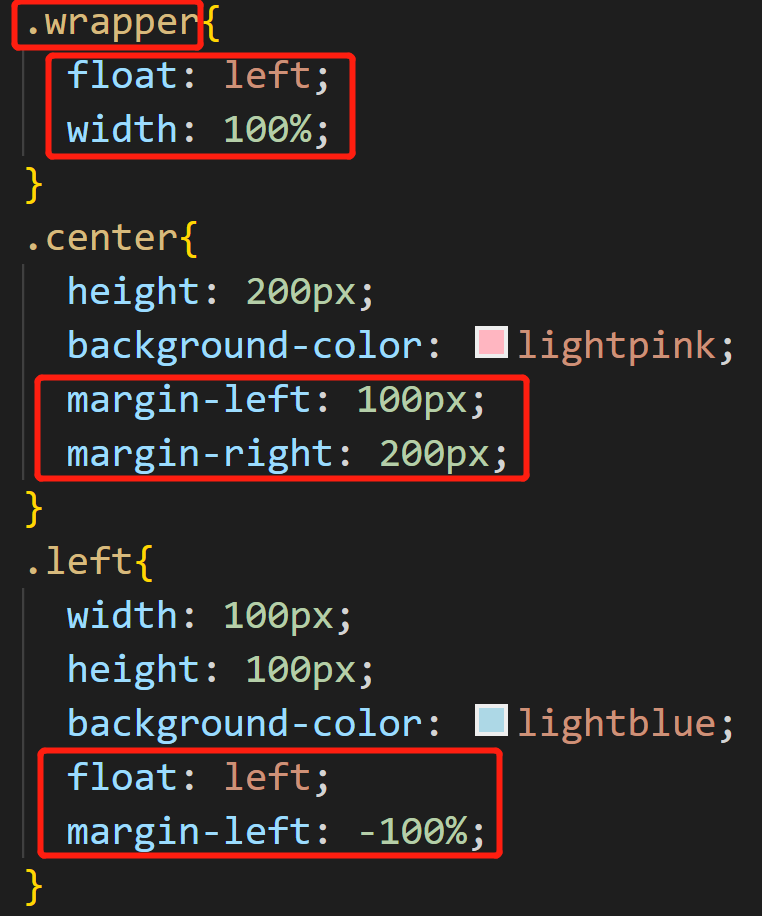 .wrapper{
float: left;
width: 100%;
}
.center{
height: 200px;
background-color: lightpink;
margin-left: 100px;
margin-right: 200px;
}
.left{
width: 100px;
height: 100px;
background-color: lightblue;
float: left;
margin-left: -100%;
}